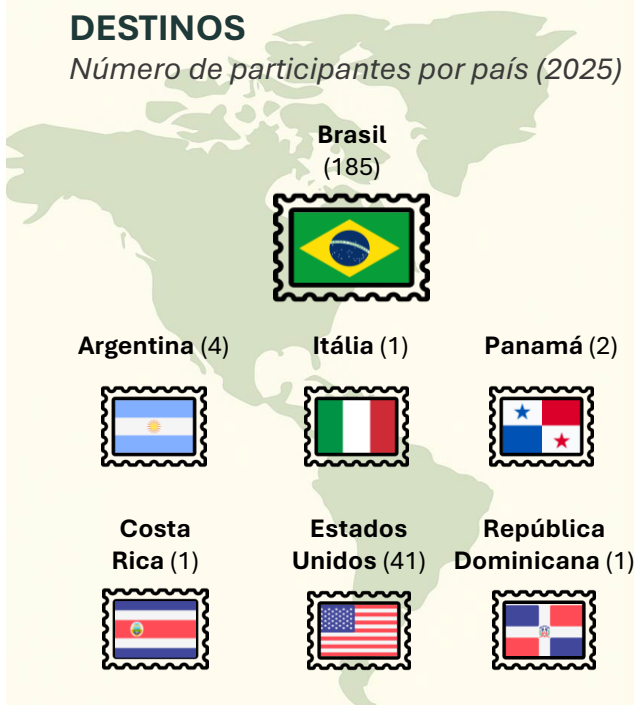 DESTINOS
Número de participantes por país (2025)
Brasil
(185)
Argentina (4)
Itália (1)
Panamá (2)
Costa
Rica (1)
Estados
Unidos (41)
República
Dominicana (1)